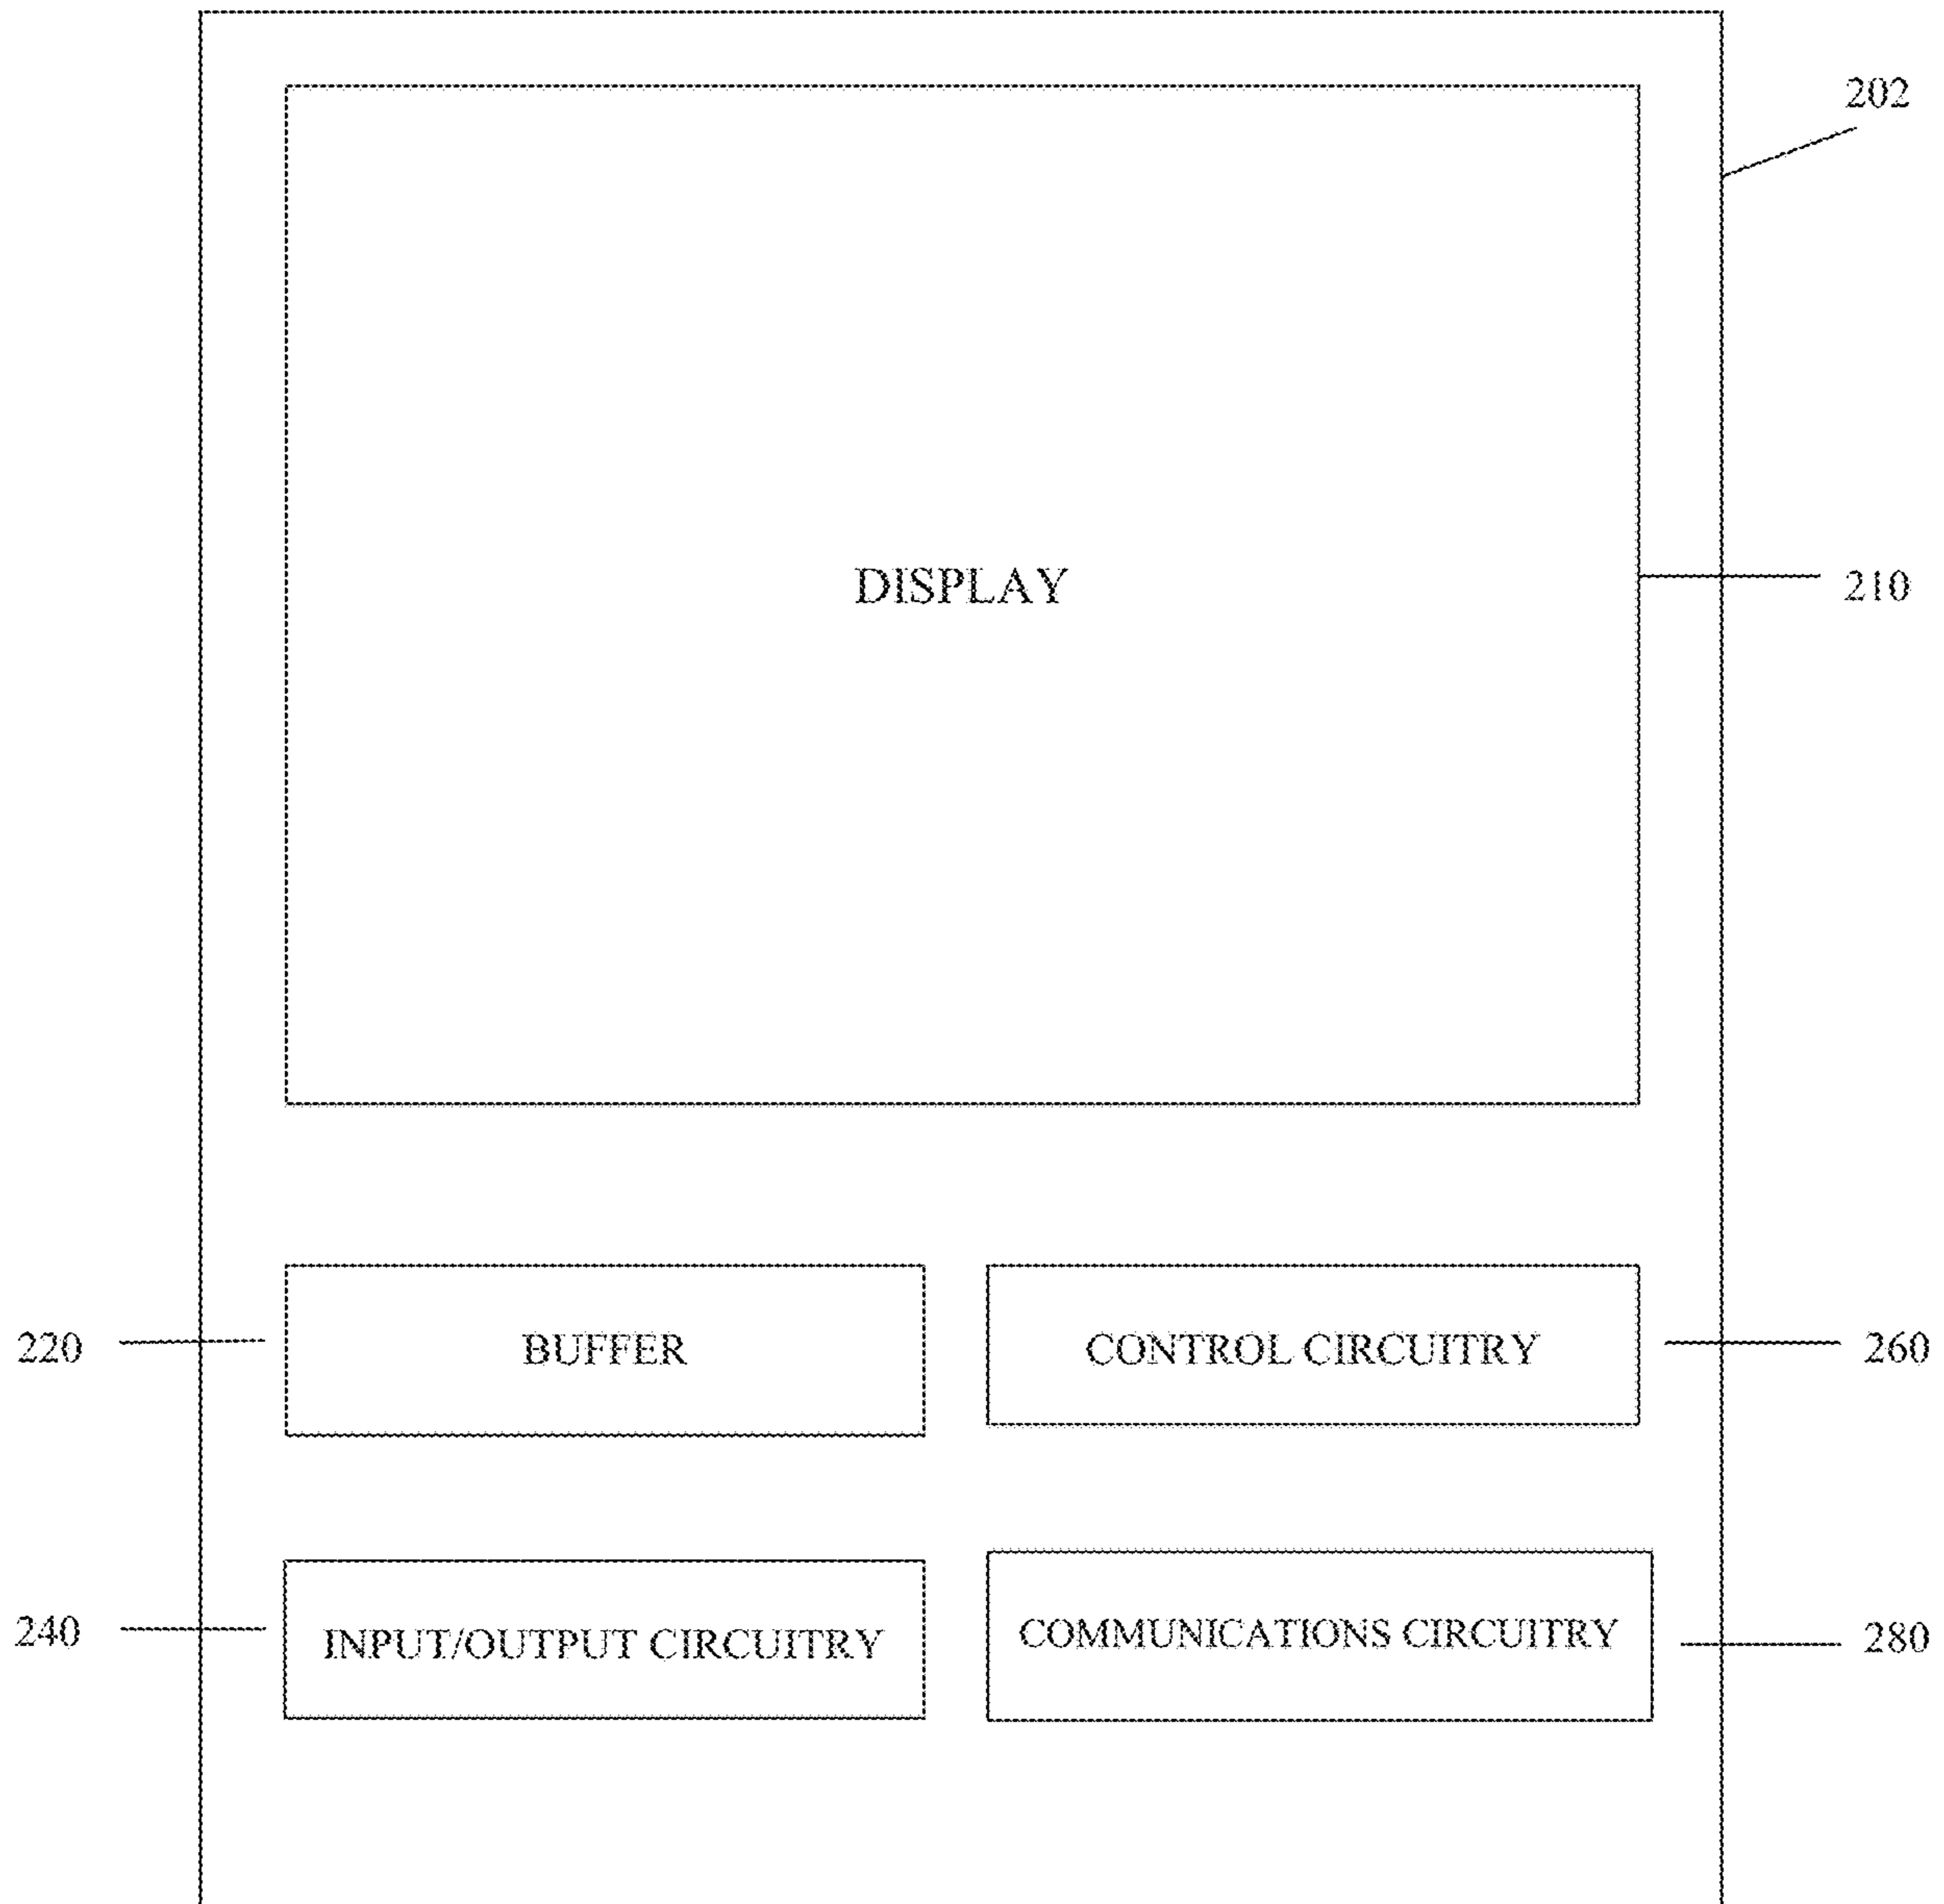 202
DISPLAY
210
220
BUFFER
CONTROL CIRCUITRY
260
240
INPUT/OUTPUT CIRCUITRY
COMMUNICATIONS CIRCUITRY
280